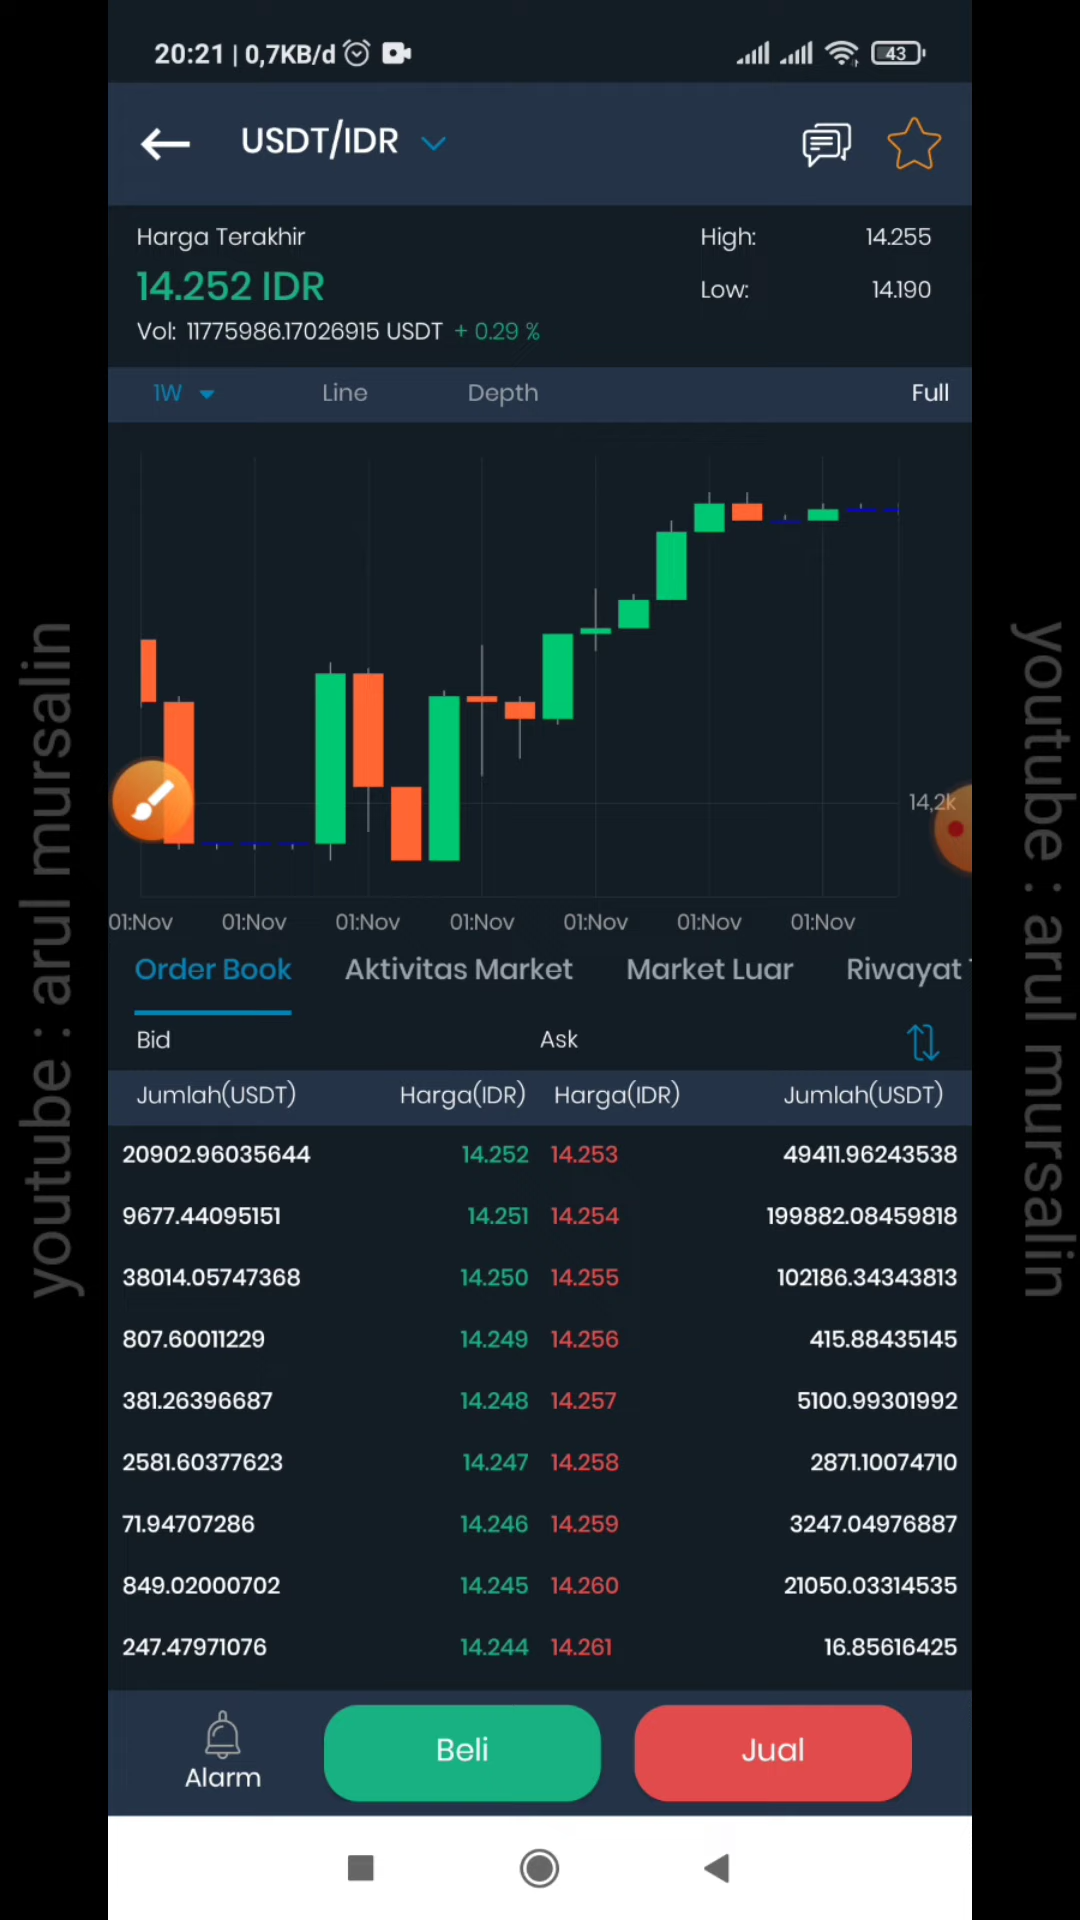 20:21 | 0,7KB/d
43
USDT/IDR
Harga Terakhir
High: 14.255
14.252 IDR
Low: 14.190
Vol: 11775986.17026915 USDT + 0.29 %
1W Line Depth Full
14,2k
01:Nov 01:Nov 01:Nov 01:Nov 01:Nov 01:Nov 01:Nov
Order Book Aktivitas Market Market Luar Riwayat
Bid Ask
Jumlah(USDT) Harga(IDR) Harga(IDR) Jumlah(USDT)
20902.96035644 14.252 14.253 49411.96243538
9677.44095151 14.251 14.254 199882.08459818
38014.05747368 14.250 14.255 102186.34343813
807.60011229 14.249 14.256 415.88435145
381.26396687 14.248 14.257 5100.99301992
2581.60377623 14.247 14.258 2871.10074710
71.94707286 14.246 14.259 3247.04976887
849.02000702 14.245 14.260 21050.03314535
247.47971076 14.244 14.261 16.85616425
Alarm
Beli
Jual
youtube : arul mursalin
youtube : arul mursalin